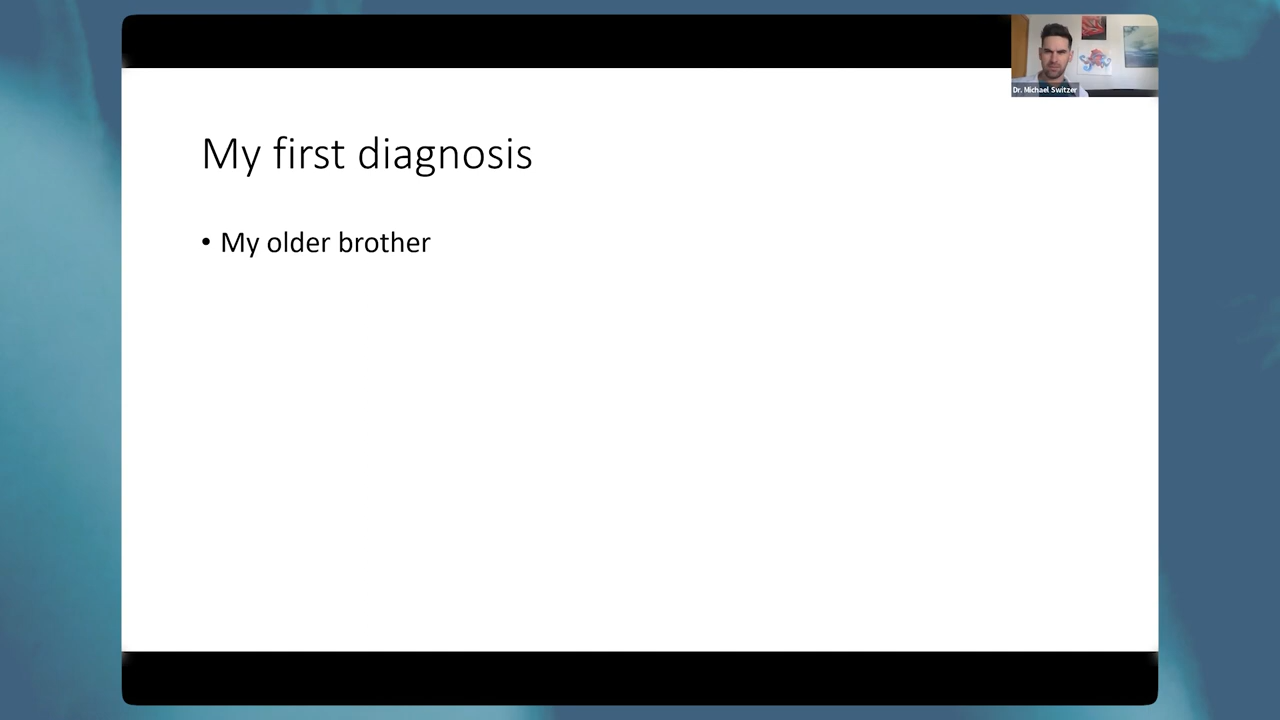 Dr. Michael Switzer
My first diagnosis
• My older brother